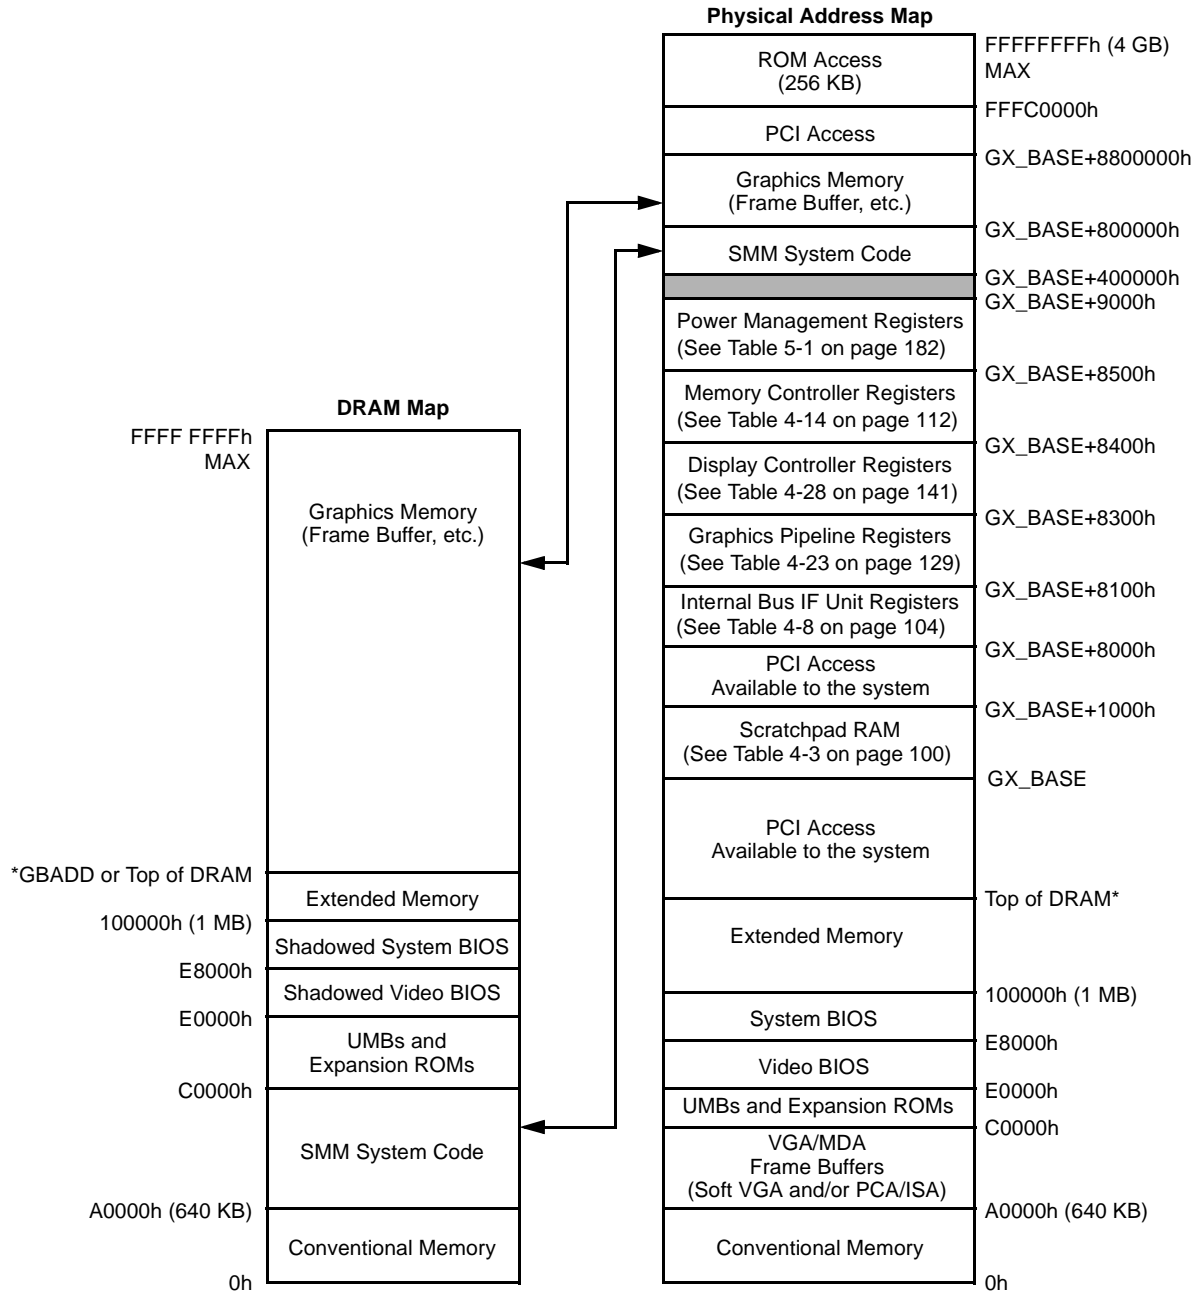 Physical Address Map
ROM Access
(256 KB)
FFFFFFFFh (4 GB)
MAX
FFFC0000h
PCI Access
GX_BASE+8800000h
Graphics Memory
(Frame Buffer, etc.)
GX_BASE+800000h
SMM System Code
GX_BASE+400000h
GX_BASE+9000h
Power Management Registers
(See Table 5-1 on page 182)
GX_BASE+8500h
Memory Controller Registers
(See Table 4-14 on page 112)
GX_BASE+8400h
Display Controller Registers
(See Table 4-28 on page 141)
GX_BASE+8300h
Graphics Pipeline Registers
(See Table 4-23 on page 129)
GX_BASE+8100h
Internal Bus IF Unit Registers
(See Table 4-8 on page 104)
GX_BASE+8000h
PCI Access
Available to the system
GX_BASE+1000h
Scratchpad RAM
(See Table 4-3 on page 100)
GX_BASE
PCI Access
Available to the system
Top of DRAM*
Extended Memory
100000h (1 MB)
System BIOS
E8000h
Video BIOS
E0000h
UMBs and Expansion ROMs
C0000h
VGA/MDA
Frame Buffers
(Soft VGA and/or PCA/ISA)
A0000h (640 KB)
Conventional Memory
0h
DRAM Map
FFFF FFFFh
MAX
Graphics Memory
(Frame Buffer, etc.)
*GBADD or Top of DRAM
Extended Memory
100000h (1 MB)
Shadowed System BIOS
E8000h
Shadowed Video BIOS
E0000h
UMBs and
Expansion ROMs
C0000h
SMM System Code
A0000h (640 KB)
Conventional Memory
0h